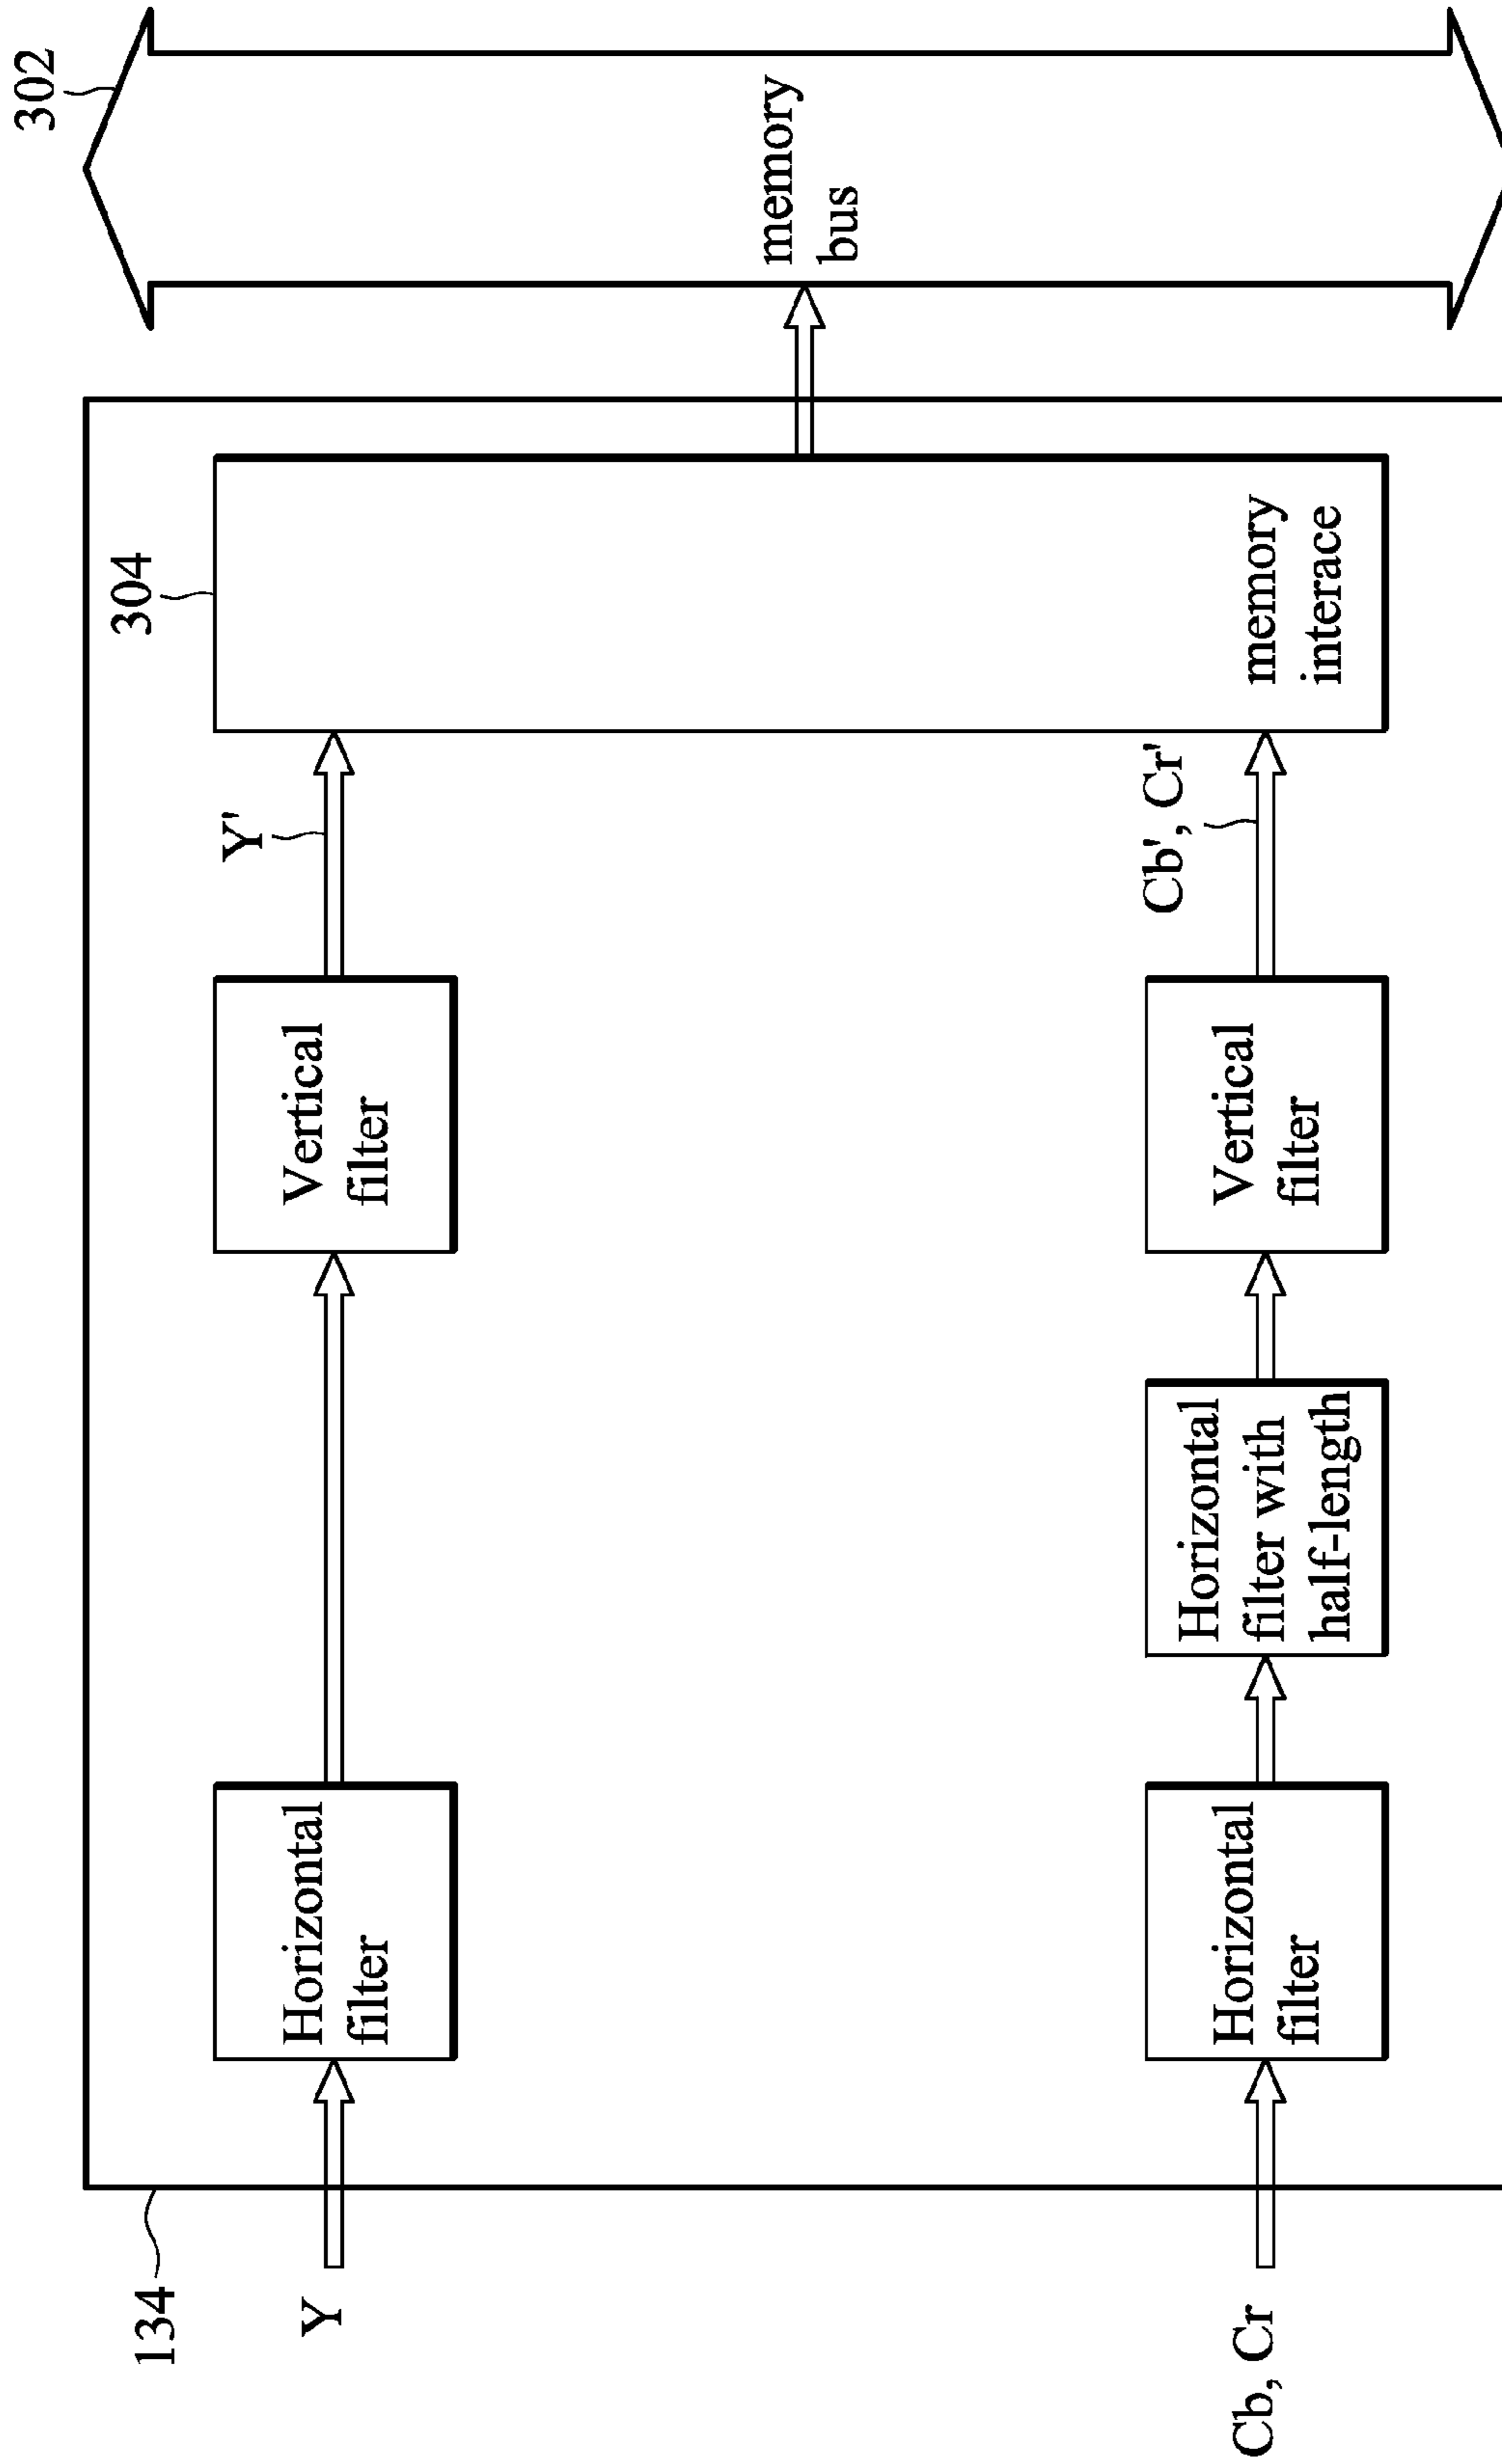 134
304
302
Y
Horizontal
filter
Vertical
filter
Y'
memory
bus
Cb, Cr
Horizontal
filter
Horizontal
filter with
half-length
Vertical
filter
Cb', Cr'
memory
interace